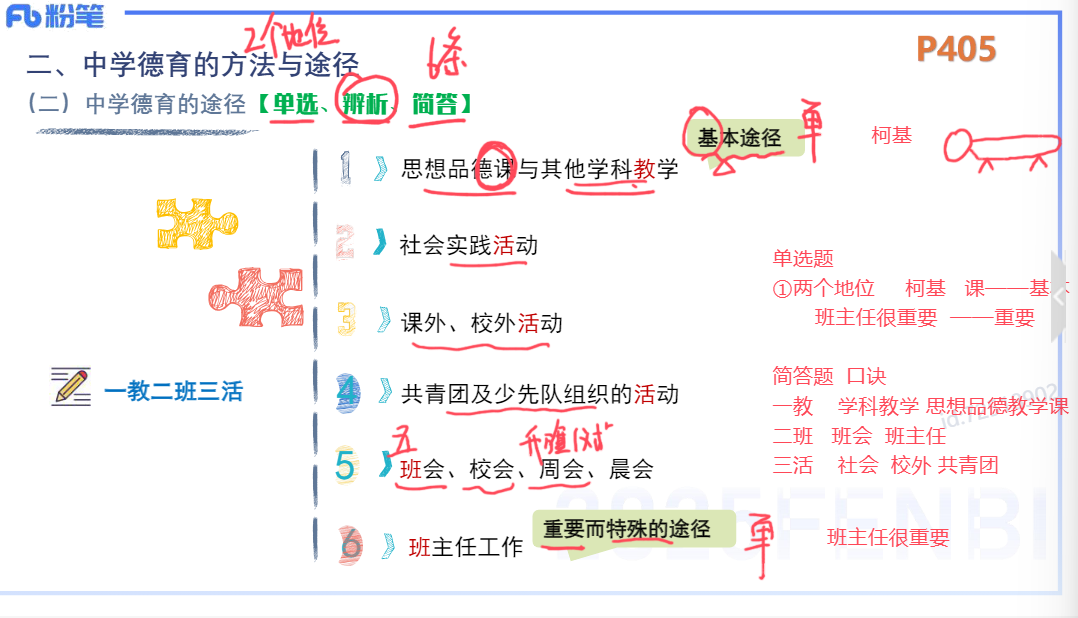 粉笔
2个地位
二、中学德育的方法与途径
6条
P405
（二）中学德育的途径【单选、辨析、简答】
基本途径
单
柯基
1 思想品德课与其他学科教学
2 社会实践活动
单选题
①两个地位 柯基 课——基本
班主任很重要 ——重要
3 课外、校外活动
一教二班三活
4 共青团及少先队组织的活动
简答题 口诀
一教 学科教学 思想品德教学课
二班 班会 班主任
三活 社会 校外 共青团
五
升旗仪式
5 班会、校会、周会、晨会
重要而特殊的途径
单
6 班主任工作
班主任很重要
2025FENBI